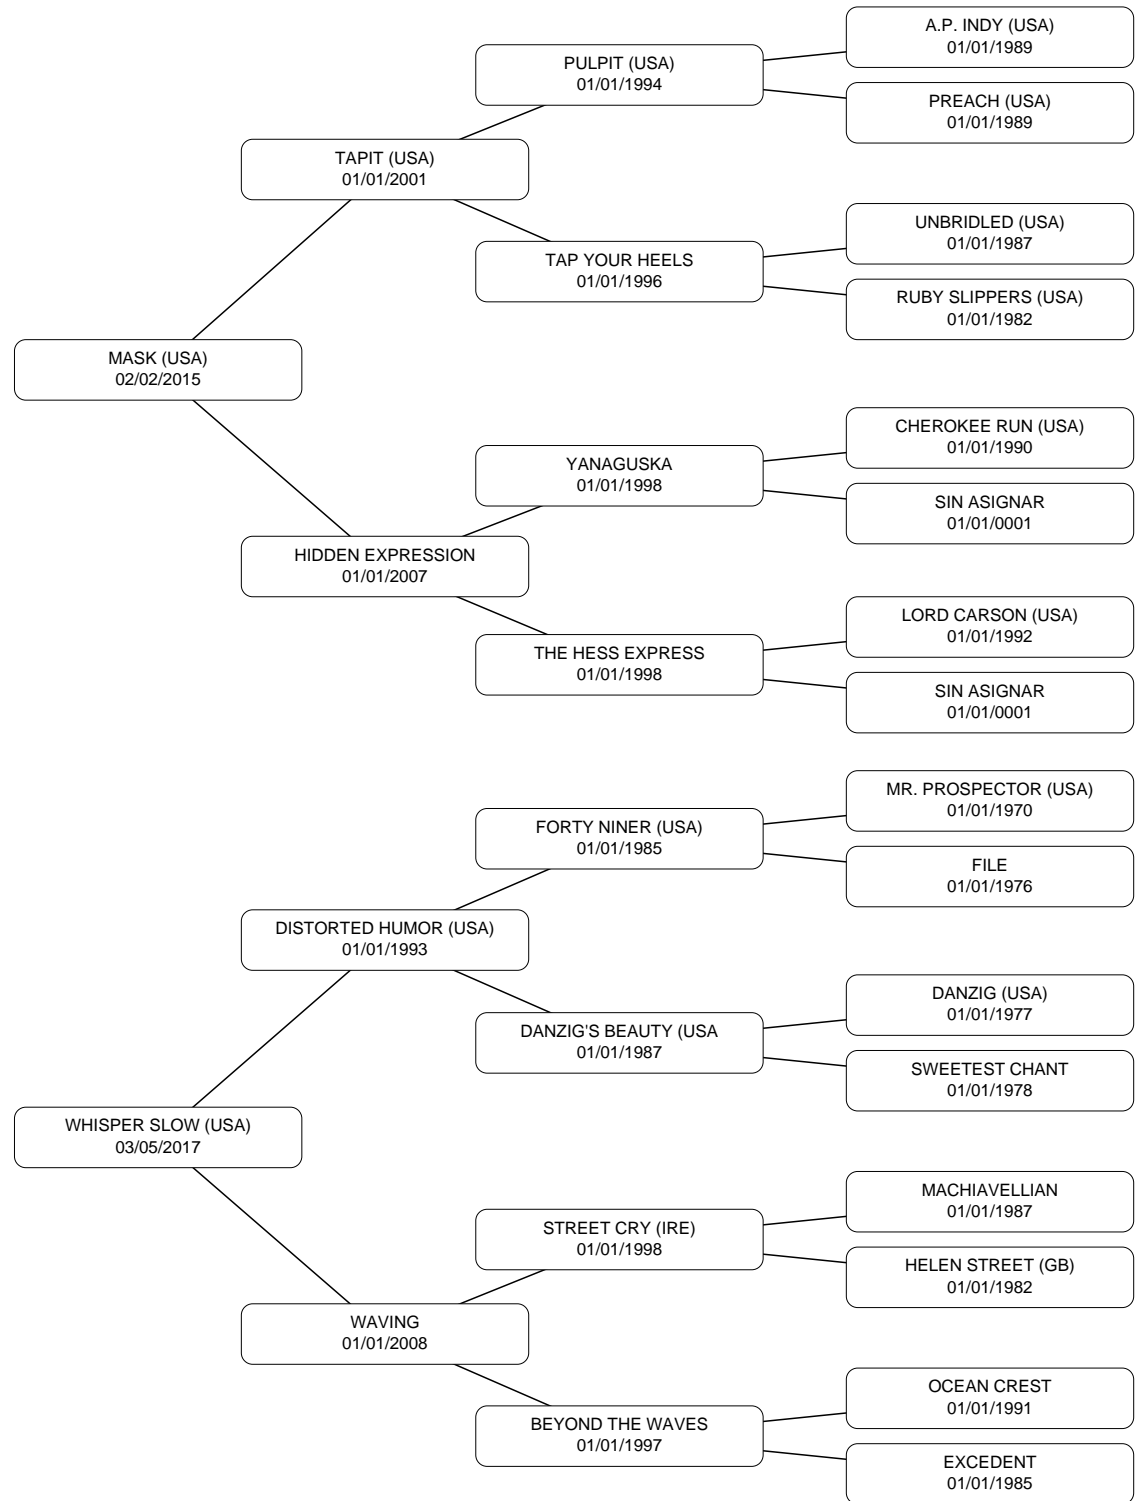 A.P. INDY (USA)
01/01/1989
PULPIT (USA)
01/01/1994
PREACH (USA)
01/01/1989
TAPIT (USA)
01/01/2001
UNBRIDLED (USA)
01/01/1987
TAP YOUR HEELS
01/01/1996
RUBY SLIPPERS (USA)
01/01/1982
MASK (USA)
02/02/2015
CHEROKEE RUN (USA)
01/01/1990
YANAGUSKA
01/01/1998
SIN ASIGNAR
01/01/0001
HIDDEN EXPRESSION
01/01/2007
LORD CARSON (USA)
01/01/1992
THE HESS EXPRESS
01/01/1998
SIN ASIGNAR
01/01/0001
MR. PROSPECTOR (USA)
01/01/1970
FORTY NINER (USA)
01/01/1985
FILE
01/01/1976
DISTORTED HUMOR (USA)
01/01/1993
DANZIG (USA)
01/01/1977
DANZIG'S BEAUTY (USA
01/01/1987
SWEETEST CHANT
01/01/1978
WHISPER SLOW (USA)
03/05/2017
MACHIAVELLIAN
01/01/1987
STREET CRY (IRE)
01/01/1998
HELEN STREET (GB)
01/01/1982
WAVING
01/01/2008
OCEAN CREST
01/01/1991
BEYOND THE WAVES
01/01/1997
EXCEDENT
01/01/1985